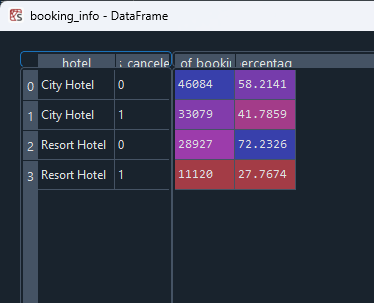 booking_info - DataFrame
hotel cancele of booki ercentag
0 City Hotel 0 46084 58.2141
1 City Hotel 1 33079 41.7859
2 Resort Hotel 0 28927 72.2326
3 Resort Hotel 1 11120 27.7674